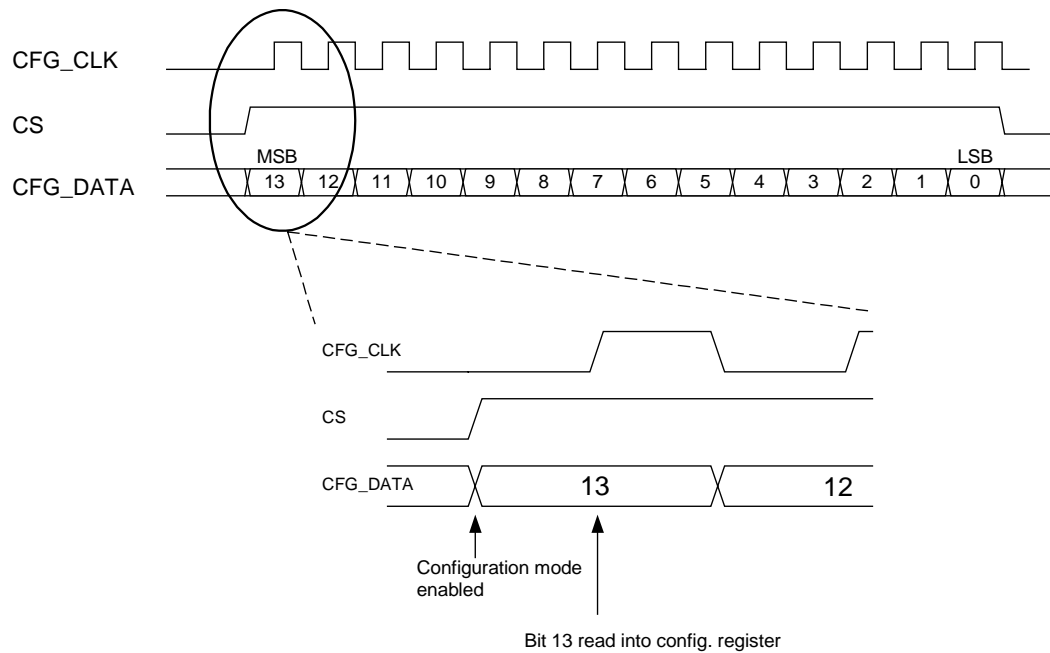 CFG_CLK
CS
MSB LSB
CFG_DATA 13 12 11 10 9 8 7 6 5 4 3 2 1 0
CFG_CLK
CS
CFG_DATA 13 12
Configuration mode
enabled
Bit 13 read into config. register